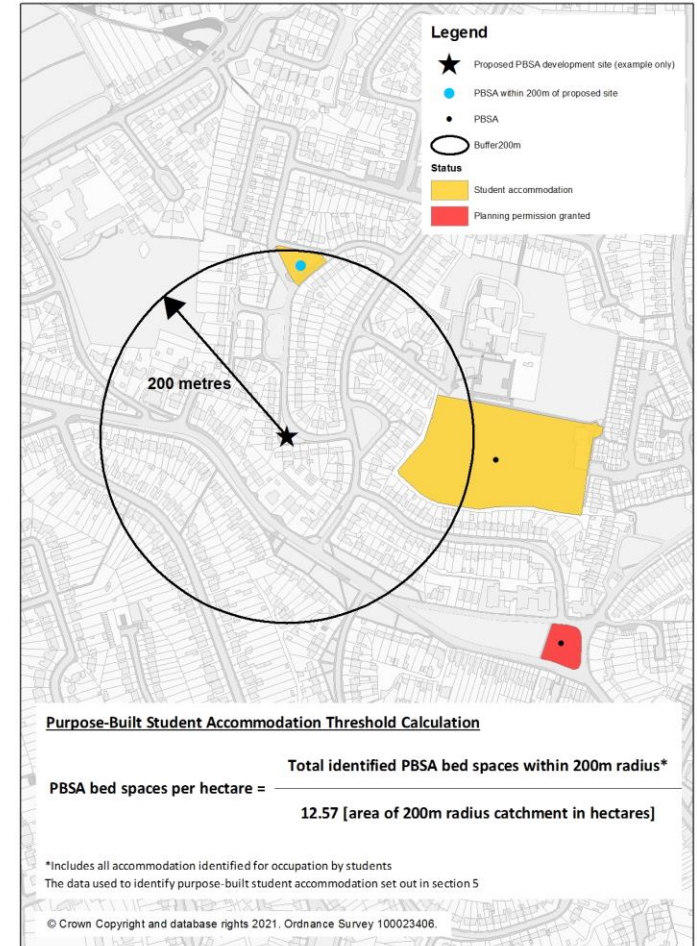 Legend
Proposed PBSA development site (example only)
PBSA within 200m of proposed site
PBSA
Buffer200m
Status
Student accommodation
Planning permission granted
200 metres
Purpose-Built Student Accommodation Threshold Calculation
Total identified PBSA bed spaces within 200m radius*
PBSA bed spaces per hectare =
12.57 [area of 200m radius catchment in hectares]
*Includes all accommodation identified for occupation by students
The data used to identify purpose-built student accommodation set out in section 5
© Crown Copyright and database rights 2021. Ordnance Survey 100023406.